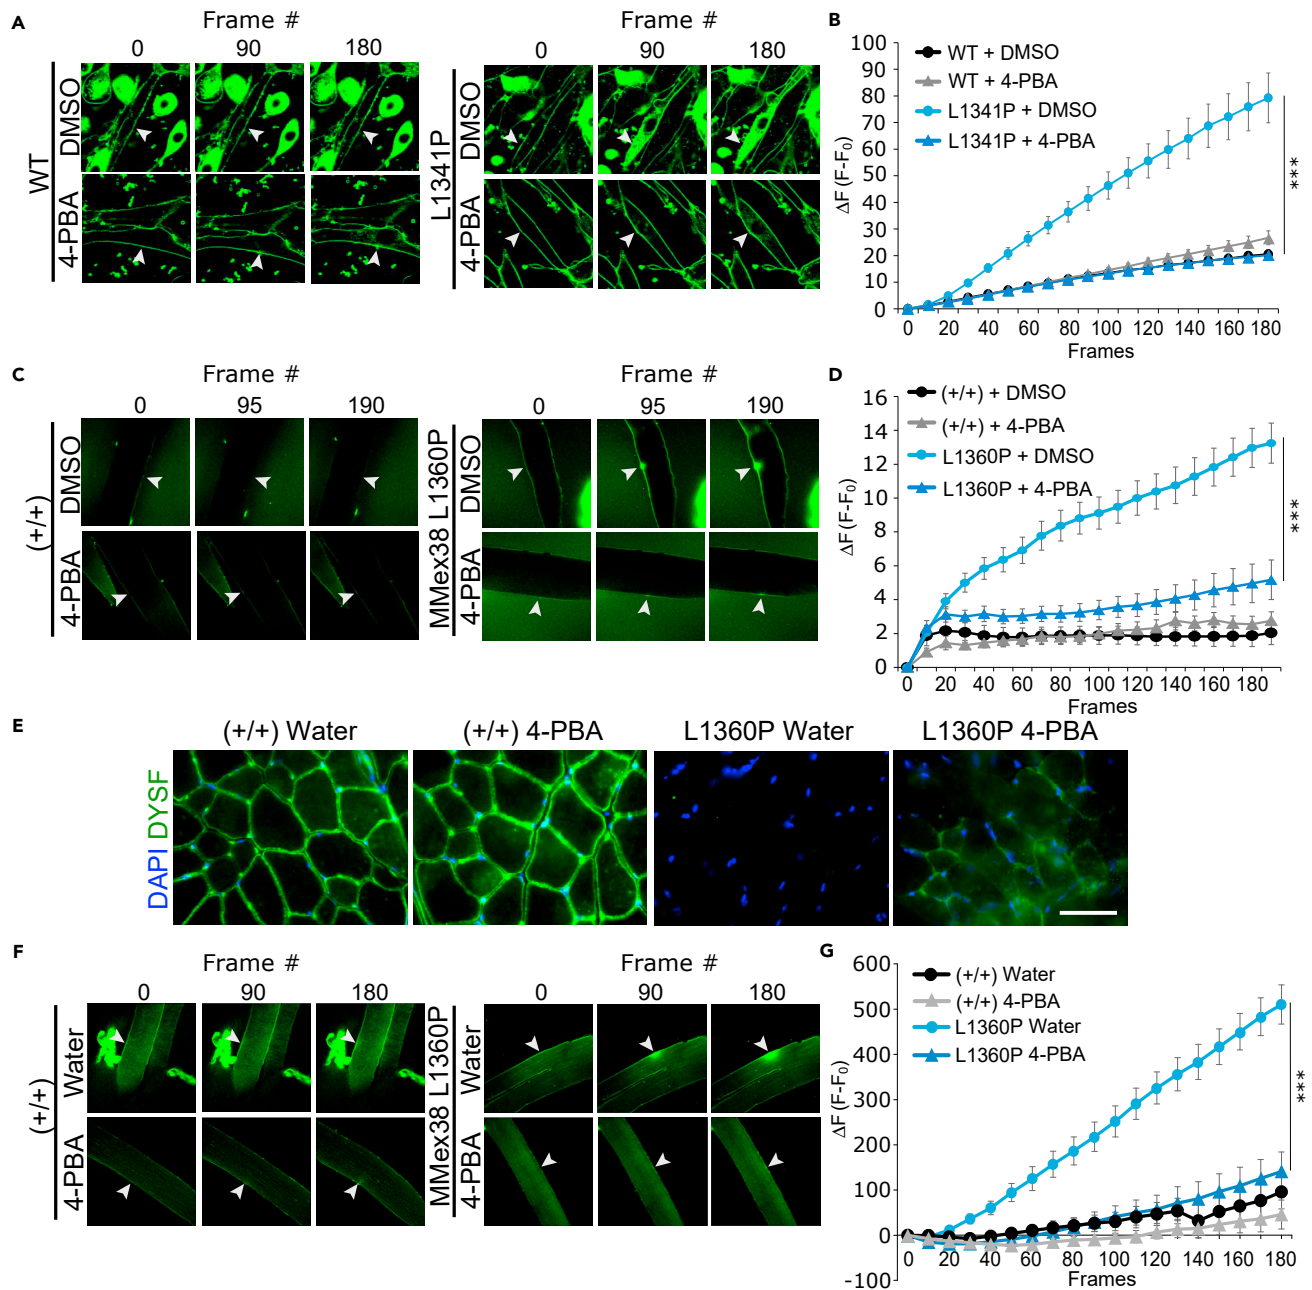 A
Frame #
0 90 180
WT
DMSO
4-PBA
0 90 180
L1341P
DMSO
4-PBA
B
100
90
80
70
60
50
40
30
20
10
0
ΔF (F-F0)
WT + DMSO
WT + 4-PBA
L1341P + DMSO
L1341P + 4-PBA
***
0 20 40 60 80 100 120 140 160 180
Frames
C
Frame #
0 95 190
(+/+)
DMSO
4-PBA
Frame #
0 95 190
MMex38 L1360P
DMSO
4-PBA
D
16
14
12
10
8
6
4
2
0
ΔF (F-F0)
(+/+) + DMSO
(+/+) + 4-PBA
L1360P + DMSO
L1360P + 4-PBA
***
0 20 40 60 80 100 120 140 160 180
Frames
E
(+/+) Water (+/+) 4-PBA L1360P Water L1360P 4-PBA
DAPI DYSF
F
Frame #
0 90 180
(+/+)
Water
4-PBA
Frame #
0 90 180
MMex38 L1360P
Water
4-PBA
G
600
500
400
300
200
100
0
-100
ΔF (F-F0)
(+/+) Water
(+/+) 4-PBA
L1360P Water
L1360P 4-PBA
***
0 20 40 60 80 100 120 140 160 180
Frames